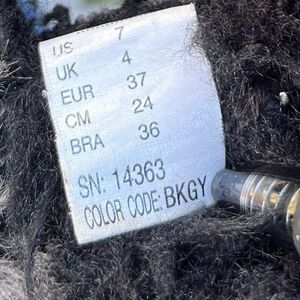 US 7
UK 4
EUR 37
CM 24
BRA 36
SN: 14363
COLOR CODE: BKGY